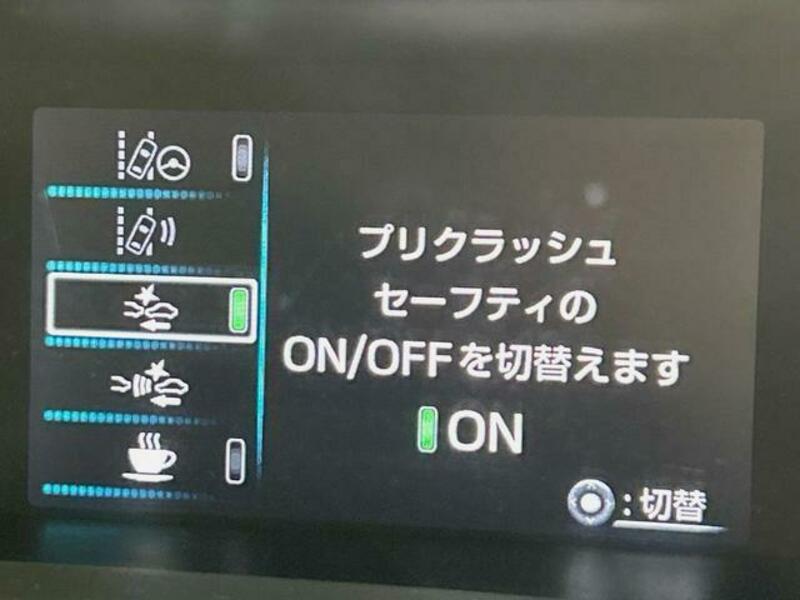 プリクラッシュ
セーフティの
ON/OFFを切替えます
ON
:切替